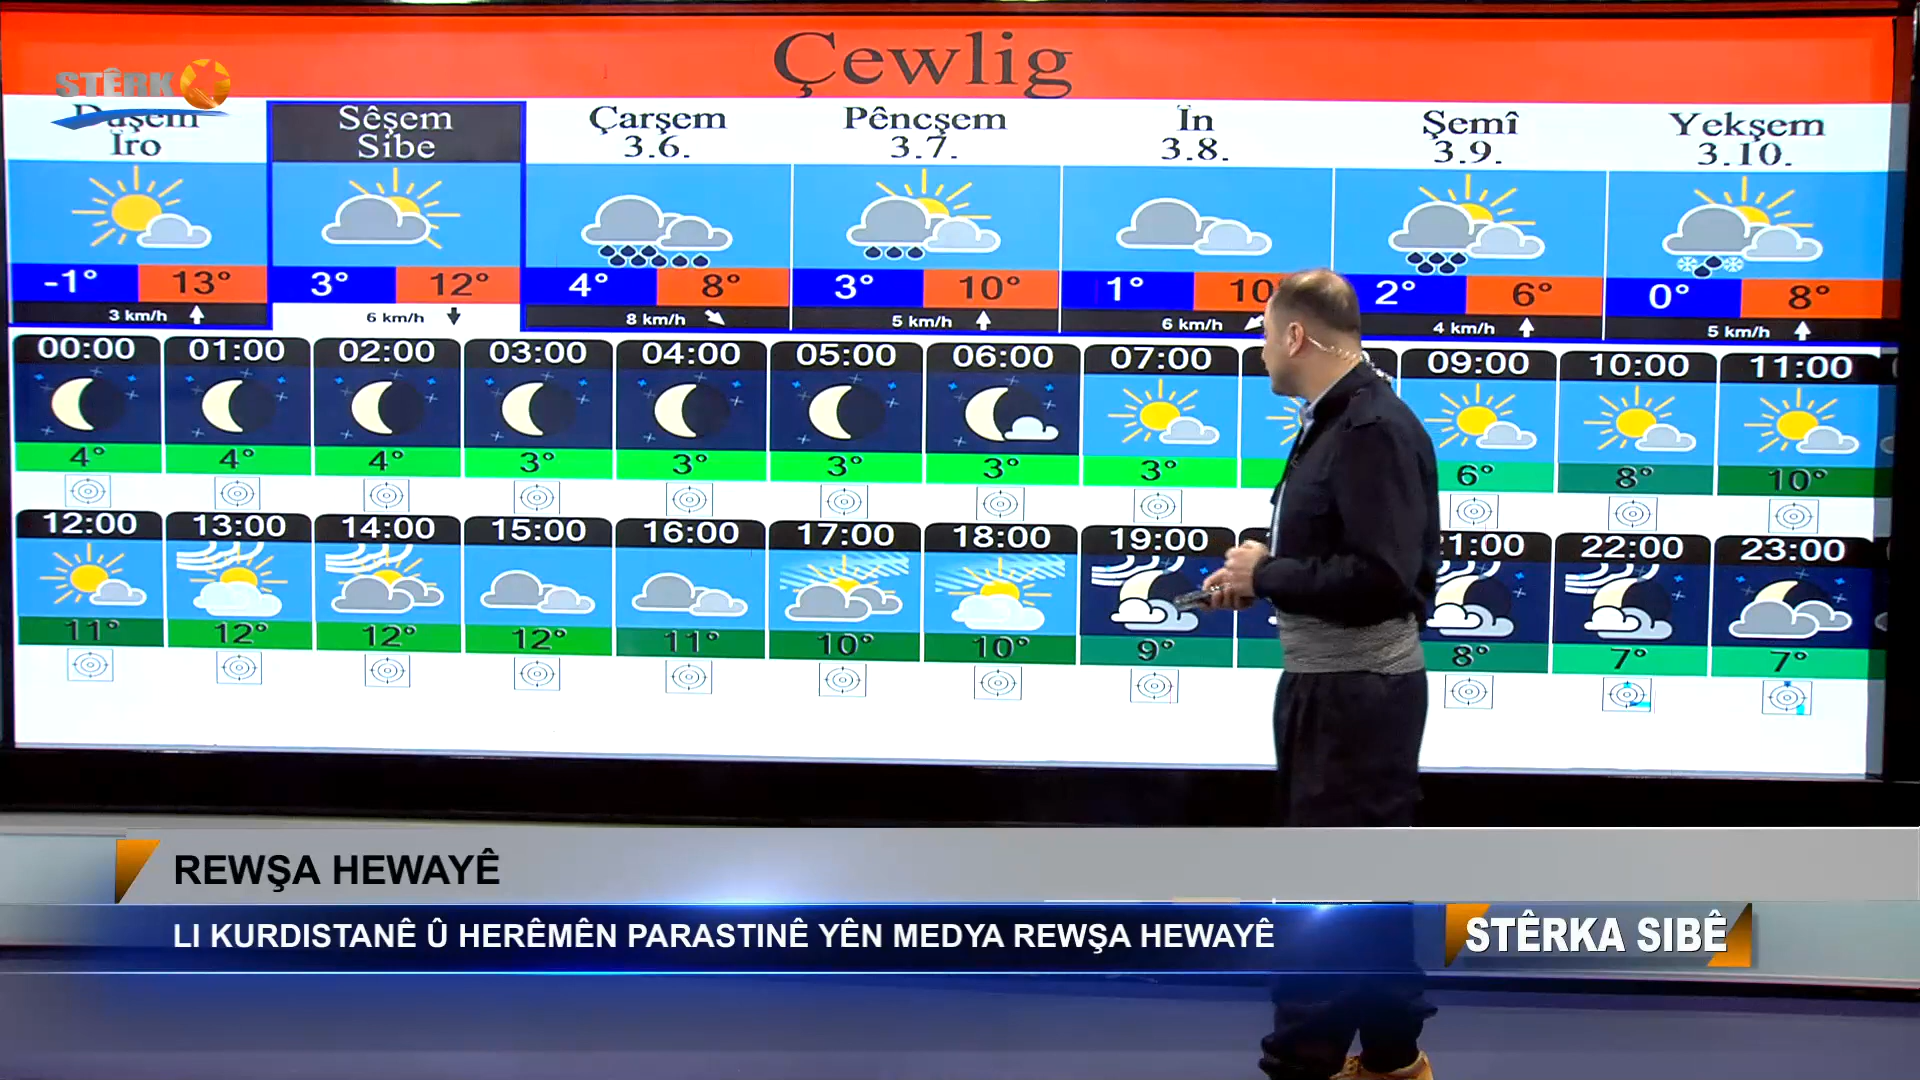 Çewlig
STÊRK
Duşem
Îro
Sêşem
Sibe
Çarşem
3.6.
Pêncşem
3.7.
În
3.8.
Şemî
3.9.
Yekşem
3.10.
-1° 13° 3° 12° 4° 8° 3° 10° 1° 10° 2° 6° 0° 8°
3 km/h 6 km/h 8 km/h 5 km/h 6 km/h 4 km/h 5 km/h
00:00 01:00 02:00 03:00 04:00 05:00 06:00 07:00 09:00 10:00 11:00
4° 4° 4° 3° 3° 3° 3° 3° 6° 8° 10°
12:00 13:00 14:00 15:00 16:00 17:00 18:00 19:00 21:00 22:00 23:00
11° 12° 12° 12° 11° 10° 10° 9° 8° 7° 7°
REWŞA HEWAYÊ
LI KURDISTANÊ Û HERÊMÊN PARASTINÊ YÊN MEDYA REWŞA HEWAYÊ
STÊRKA SIBÊ